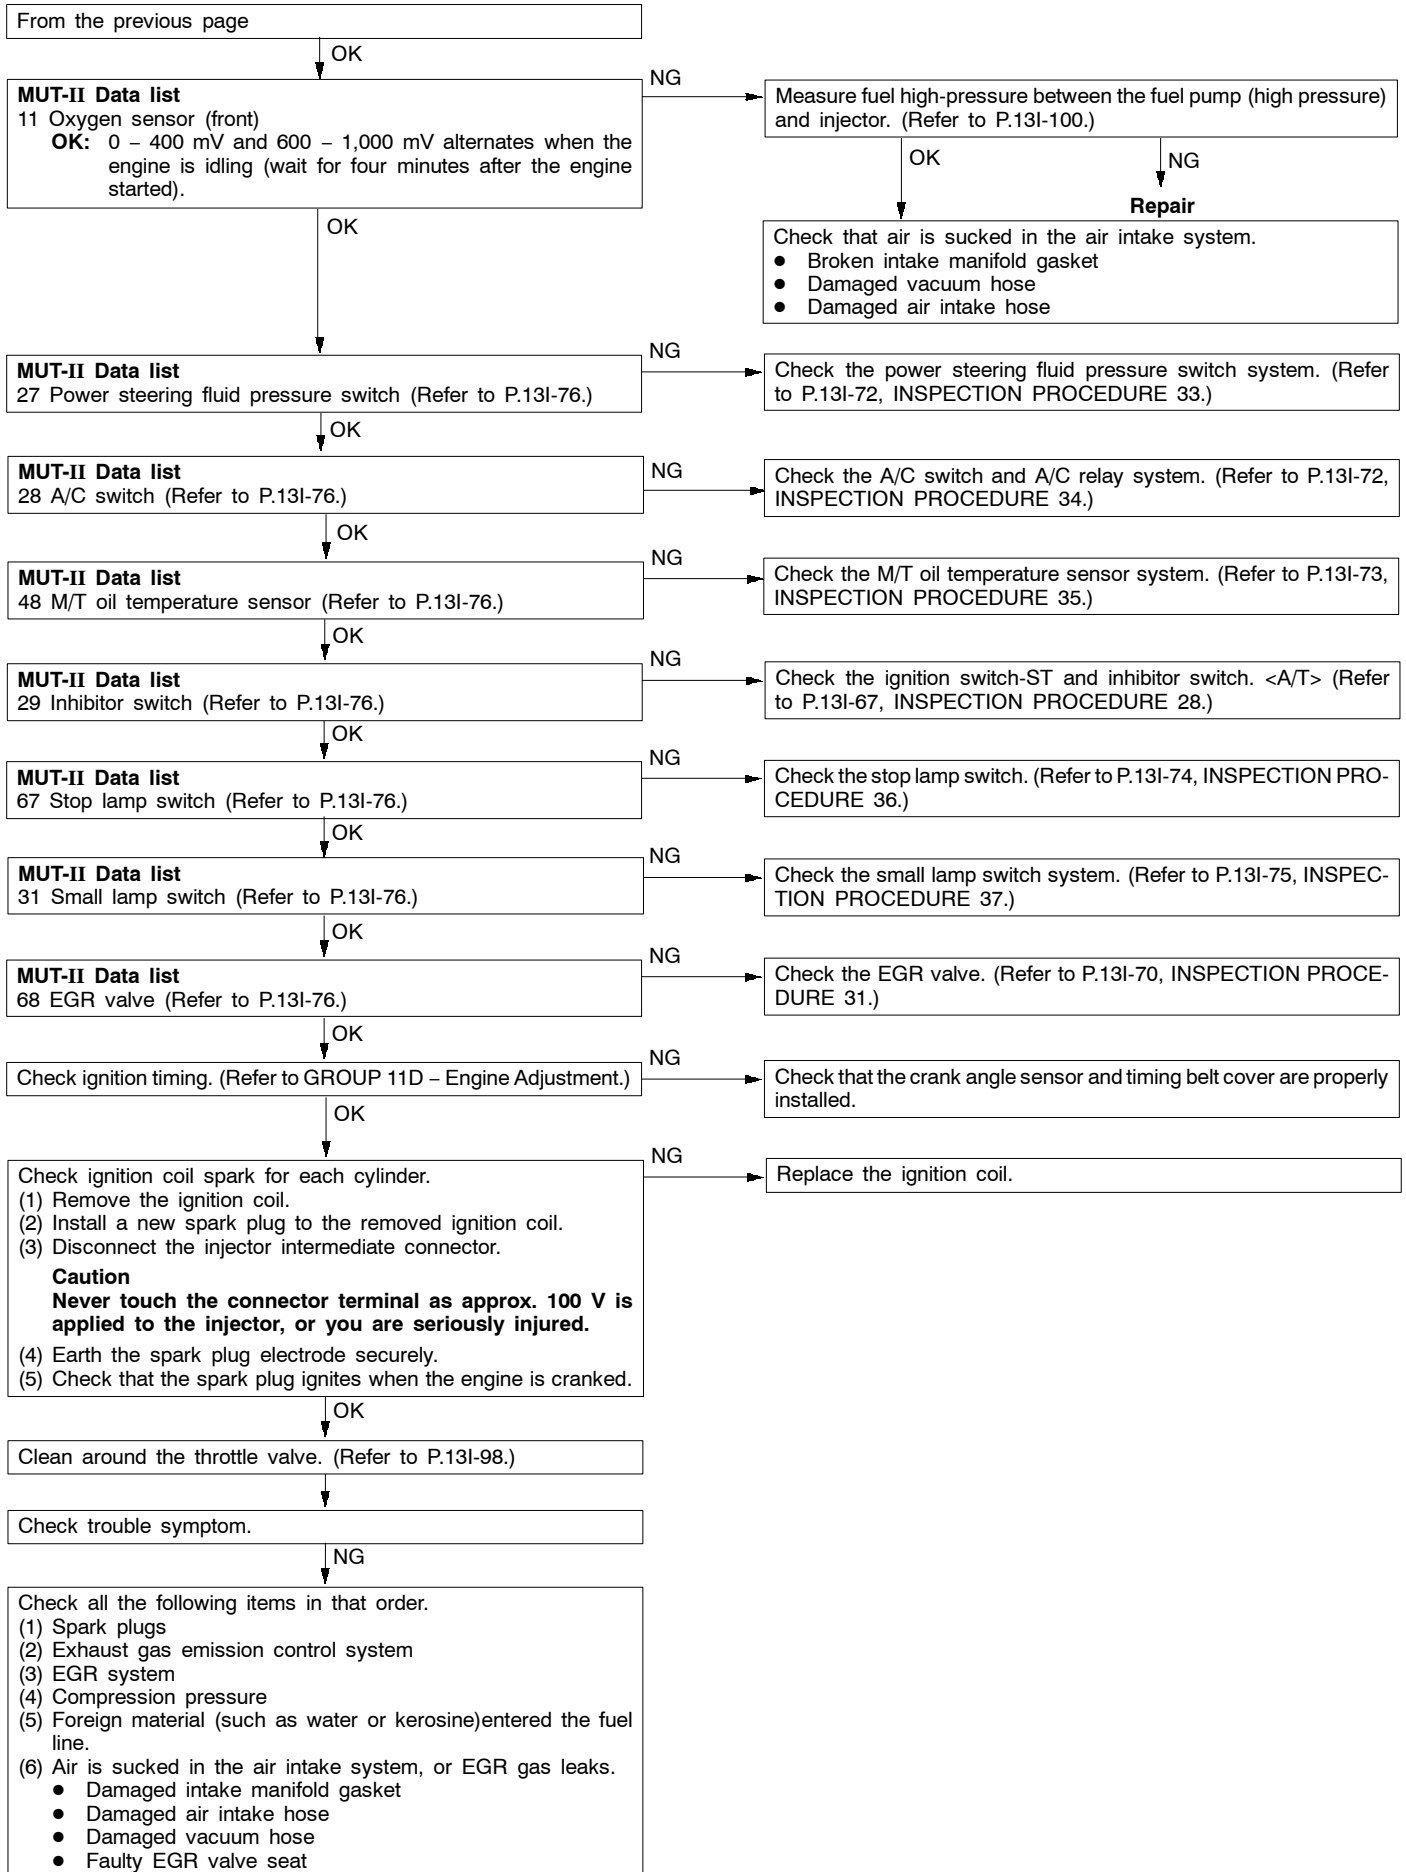 From the previous page
OK
MUT-II Data list
11 Oxygen sensor (front)
OK: 0 – 400 mV and 600 – 1,000 mV alternates when the
engine is idling (wait for four minutes after the engine
started).
NG
Measure fuel high-pressure between the fuel pump (high pressure)
and injector. (Refer to P.13I-100.)
OK
NG
Repair
Check that air is sucked in the air intake system.
● Broken intake manifold gasket
● Damaged vacuum hose
● Damaged air intake hose
OK
MUT-II Data list
27 Power steering fluid pressure switch (Refer to P.13I-76.)
NG
Check the power steering fluid pressure switch system. (Refer
to P.13I-72, INSPECTION PROCEDURE 33.)
OK
MUT-II Data list
28 A/C switch (Refer to P.13I-76.)
NG
Check the A/C switch and A/C relay system. (Refer to P.13I-72,
INSPECTION PROCEDURE 34.)
OK
MUT-II Data list
48 M/T oil temperature sensor (Refer to P.13I-76.)
NG
Check the M/T oil temperature sensor system. (Refer to P.13I-73,
INSPECTION PROCEDURE 35.)
OK
MUT-II Data list
29 Inhibitor switch (Refer to P.13I-76.)
NG
Check the ignition switch-ST and inhibitor switch. <A/T> (Refer
to P.13I-67, INSPECTION PROCEDURE 28.)
OK
MUT-II Data list
67 Stop lamp switch (Refer to P.13I-76.)
NG
Check the stop lamp switch. (Refer to P.13I-74, INSPECTION PRO-
CEDURE 36.)
OK
MUT-II Data list
31 Small lamp switch (Refer to P.13I-76.)
NG
Check the small lamp switch system. (Refer to P.13I-75, INSPEC-
TION PROCEDURE 37.)
OK
MUT-II Data list
68 EGR valve (Refer to P.13I-76.)
NG
Check the EGR valve. (Refer to P.13I-70, INSPECTION PROCE-
DURE 31.)
OK
Check ignition timing. (Refer to GROUP 11D – Engine Adjustment.)
NG
Check that the crank angle sensor and timing belt cover are properly
installed.
OK
Check ignition coil spark for each cylinder.
(1) Remove the ignition coil.
(2) Install a new spark plug to the removed ignition coil.
(3) Disconnect the injector intermediate connector.
Caution
Never touch the connector terminal as approx. 100 V is
applied to the injector, or you are seriously injured.
(4) Earth the spark plug electrode securely.
(5) Check that the spark plug ignites when the engine is cranked.
NG
Replace the ignition coil.
OK
Clean around the throttle valve. (Refer to P.13I-98.)
Check trouble symptom.
NG
Check all the following items in that order.
(1) Spark plugs
(2) Exhaust gas emission control system
(3) EGR system
(4) Compression pressure
(5) Foreign material (such as water or kerosine)entered the fuel
line.
(6) Air is sucked in the air intake system, or EGR gas leaks.
● Damaged intake manifold gasket
● Damaged air intake hose
● Damaged vacuum hose
● Faulty EGR valve seat